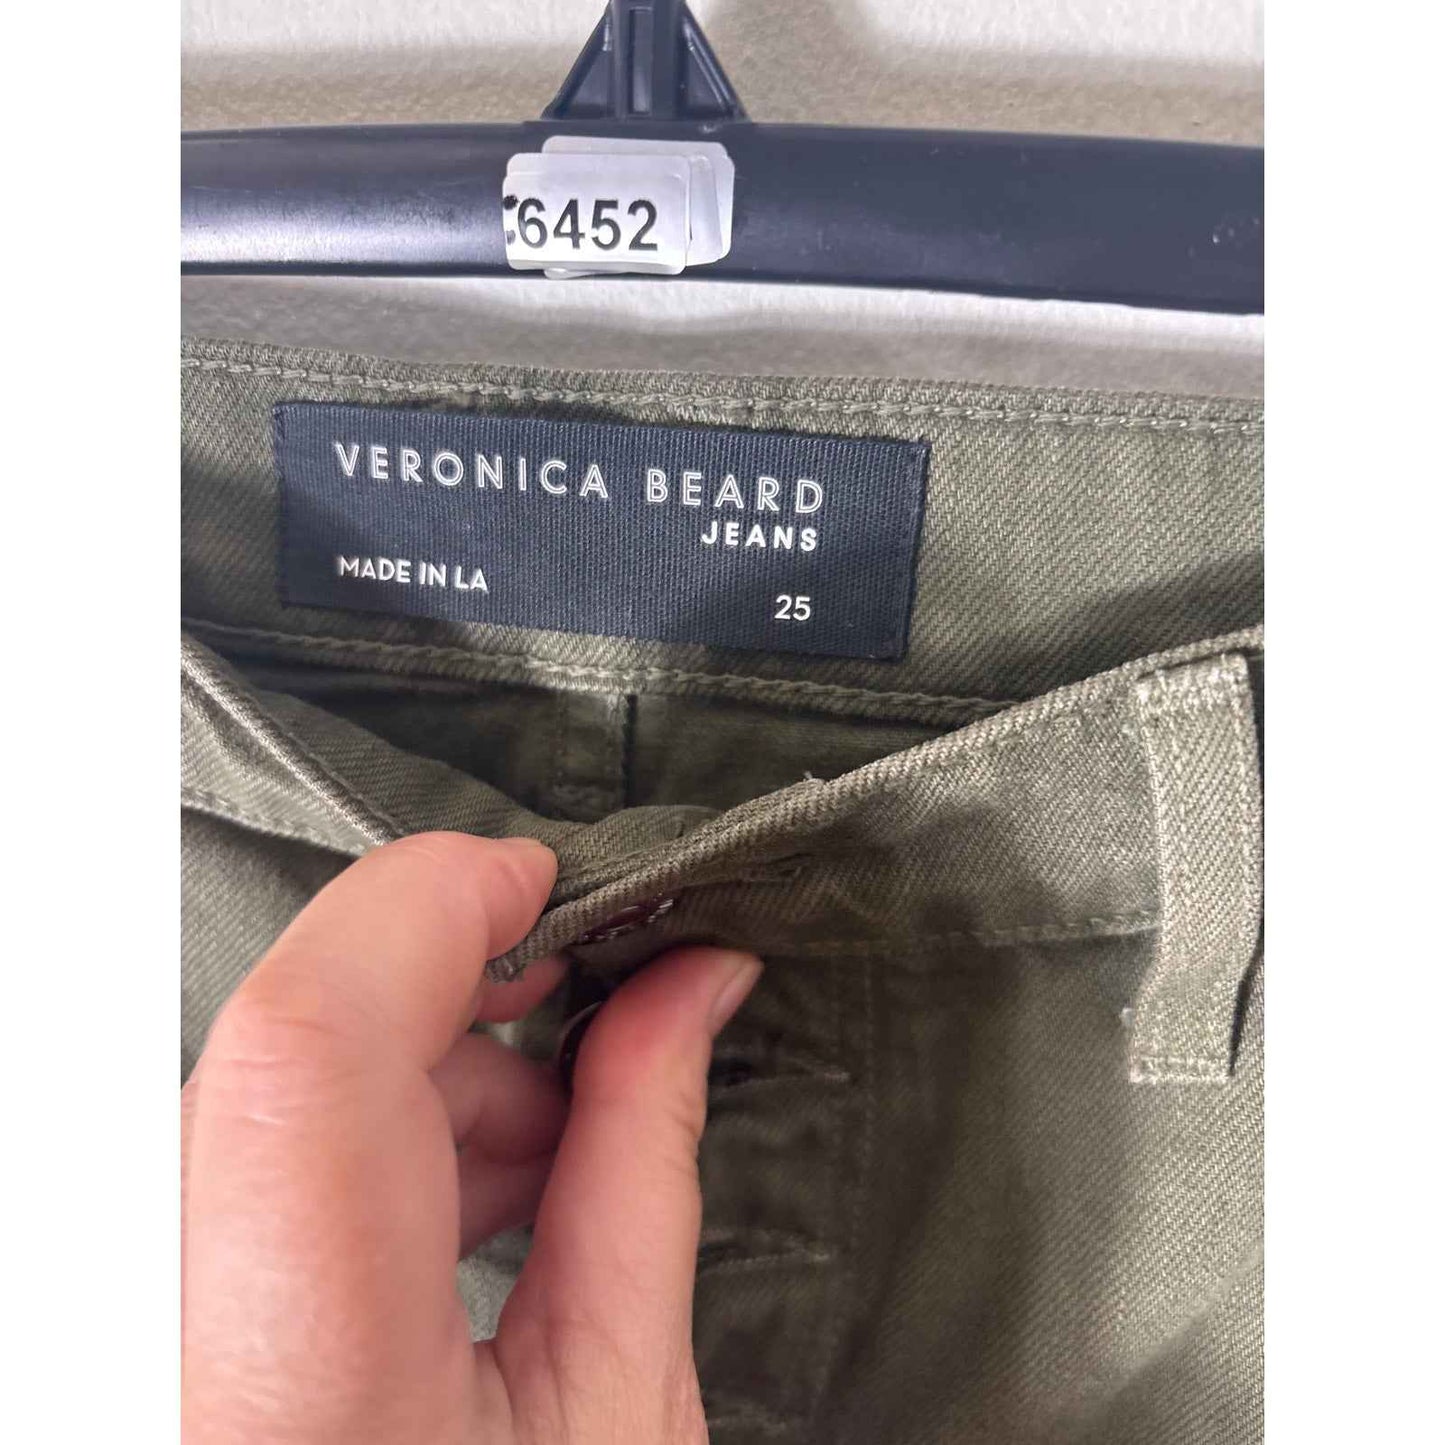 6452
VERONICA BEARD
JEANS
MADE IN LA
25